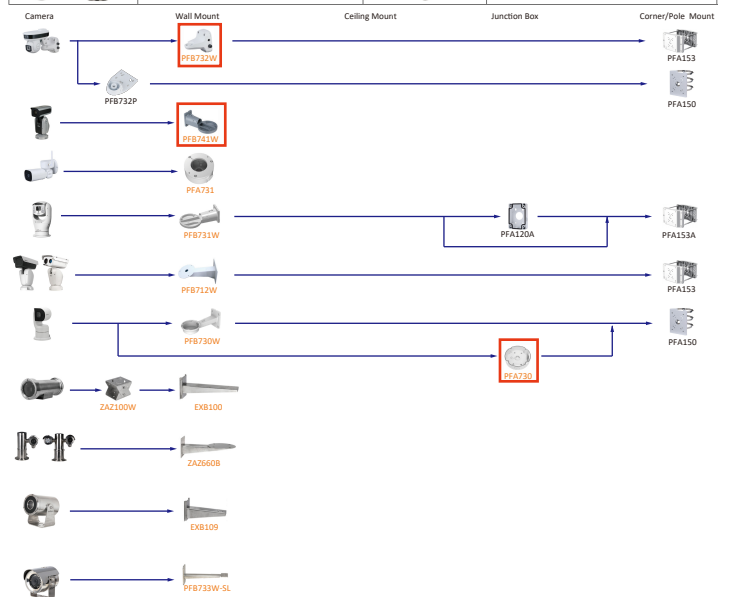 Camera Wall Mount Ceiling Mount Junction Box Corner/Pole Mount
PFB732W PFA153
PFB732P PFA150
PFB741W
PFA731
PFB731W PFA120A PFA153A
PFB712W PFA153
PFB730W PFA150
PFA730
ZAZ100W EXB100
ZAZ660B
EXB109
PFB733W-SL